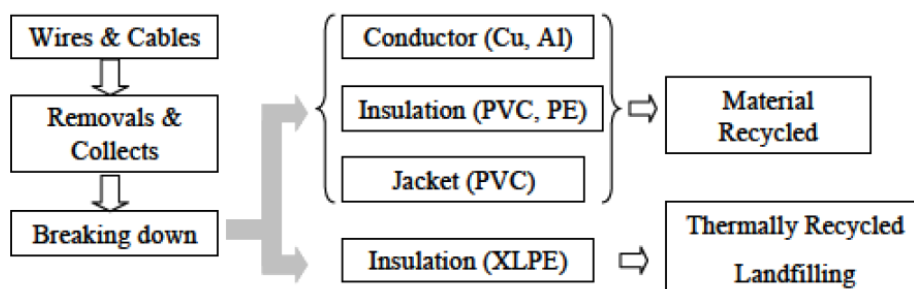 Wires & Cables
Removals &
Collects
Breaking down
Conductor (Cu, Al)
Insulation (PVC, PE)
Jacket (PVC)
Insulation (XLPE)
Material
Recycled
Thermally Recycled
Landfilling